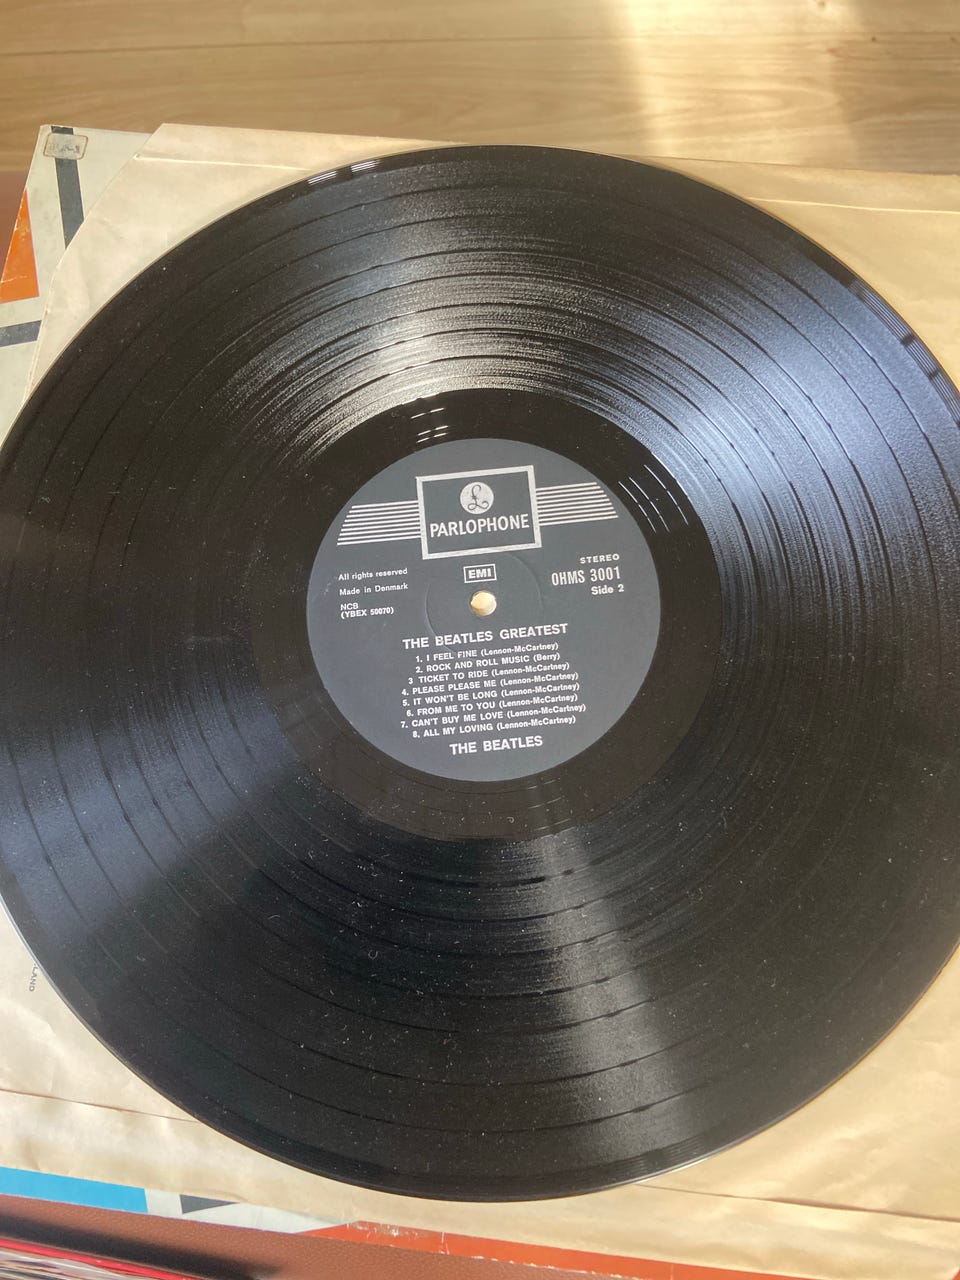 £
PARLOPHONE
EMI
STEREO
OHMS 3001
Side 2
All rights reserved
Made in Denmark
NCB
(YBEX 50070)
THE BEATLES GREATEST
1. I FEEL FINE (Lennon-McCartney)
2. ROCK AND ROLL MUSIC (Berry)
3 TICKET TO RIDE (Lennon-McCartney)
4. PLEASE PLEASE ME (Lennon-McCartney)
5. IT WON'T BE LONG (Lennon-McCartney)
6. FROM ME TO YOU (Lennon-McCartney)
7. CAN'T BUY ME LOVE (Lennon-McCartney)
8. ALL MY LOVING (Lennon-McCartney)
THE BEATLES